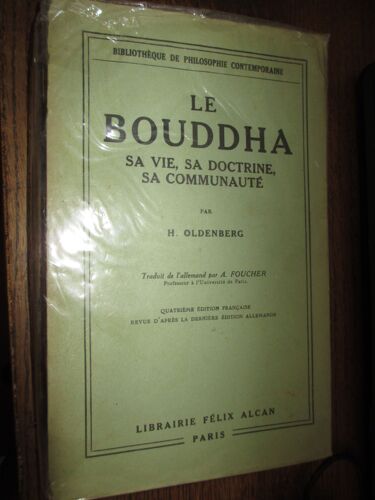 BIBLIOTHÈQUE DE PHILOSOPHIE CONTEMPORAINE
LE
BOUDDHA
SA VIE, SA DOCTRINE,
SA COMMUNAUTÉ
PAR
H. OLDENBERG
Traduit de l'allemand par A. FOUCHER
Professeur à l'Université de Paris.
QUATRIÈME ÉDITION FRANÇAISE
REVUE D'APRÈS LA DERNIÈRE ÉDITION ALLEMANDE
LIBRAIRIE FÉLIX ALCAN
PARIS